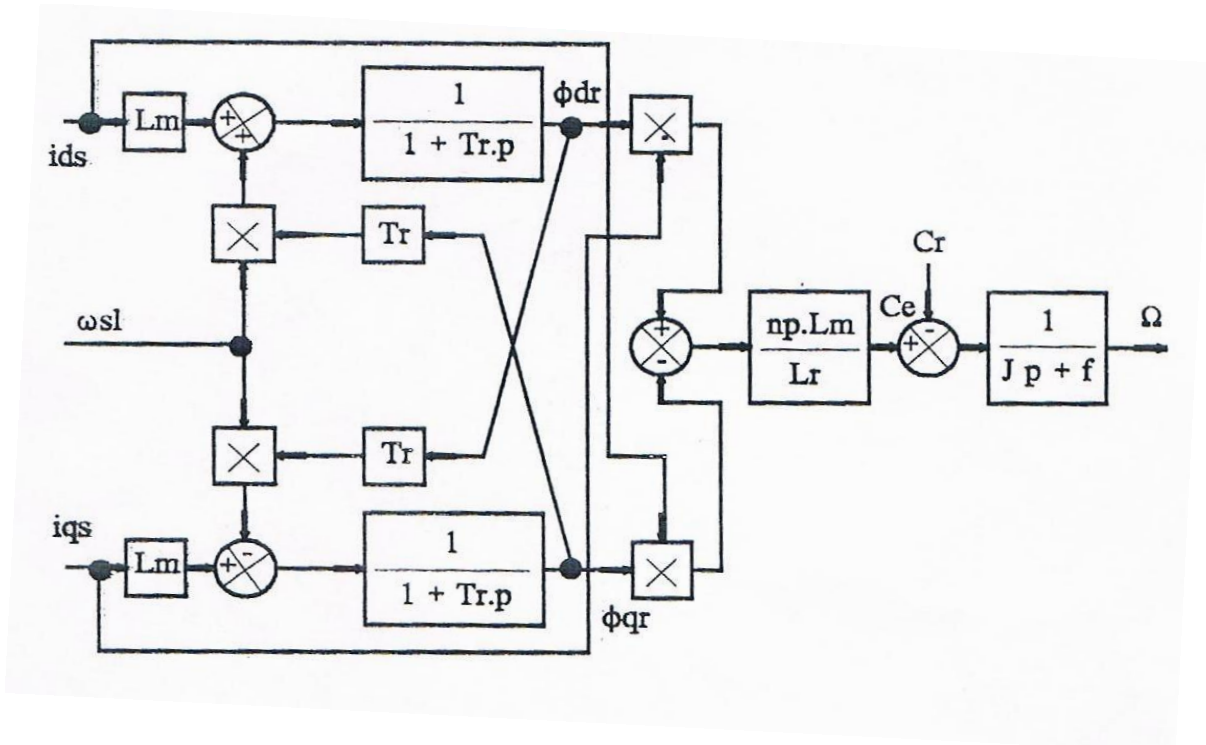 ids
Lm
+
+
1
1 + Tr.p
ϕdr
Tr
ωsl
Tr
iqs
Lm
+
-
1
1 + Tr.p
ϕqr
+
-
np.Lm
Lr
Ce
Cr
+
-
1
J p + f
Ω